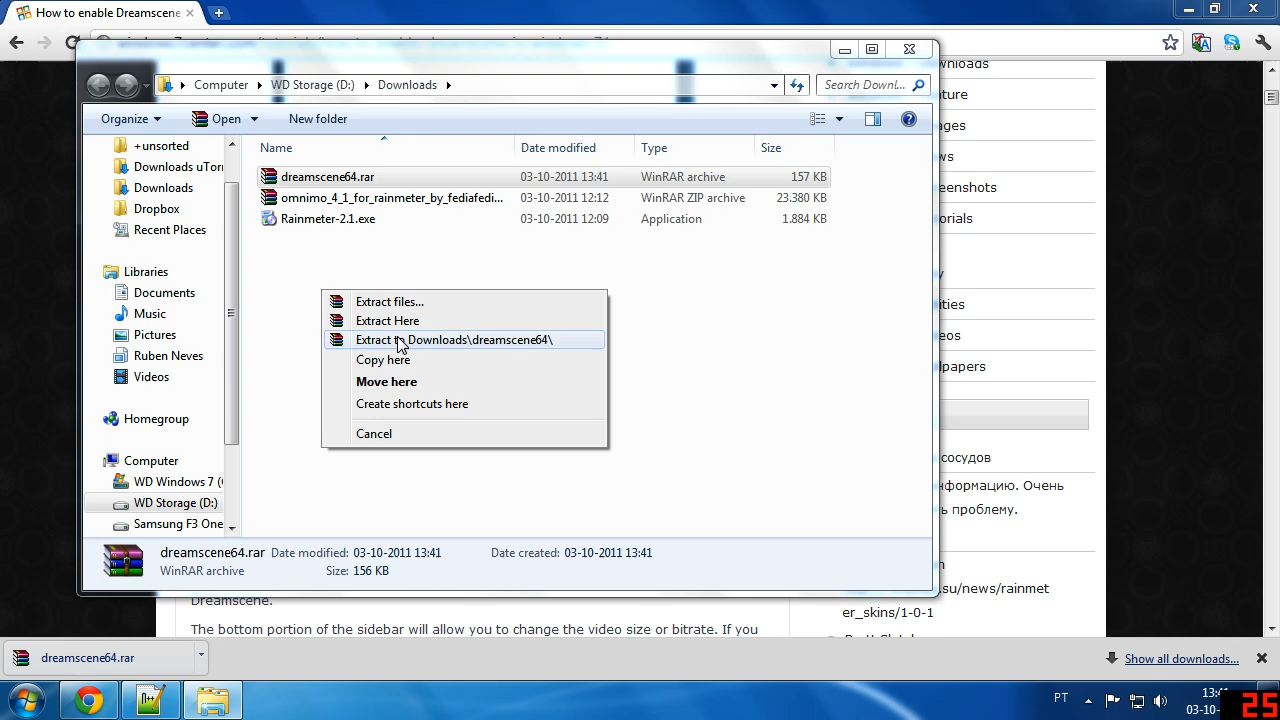 How to enable Dreamscene
Computer
WD Storage (D:)
Downloads
Search Downl...
Organize
Open
New folder
Name
Date modified
Type
Size
dreamscene64.rar
03-10-2011 13:41
WinRAR archive
157 KB
omnimo_4_1_for_rainmeter_by_fediafedi...
03-10-2011 12:12
WinRAR ZIP archive
23.380 KB
Rainmeter-2.1.exe
03-10-2011 12:09
Application
1.884 KB
+unsorted
Downloads uTorr
Downloads
Dropbox
Recent Places
Libraries
Documents
Music
Pictures
Ruben Neves
Videos
Homegroup
Computer
WD Windows 7 (
WD Storage (D:)
Samsung F3 One
Extract files...
Extract Here
Extract to Downloads\dreamscene64\
Copy here
Move here
Create shortcuts here
Cancel
dreamscene64.rar
Date modified: 03-10-2011 13:41
Date created: 03-10-2011 13:41
WinRAR archive
Size: 156 KB
ownloads
ature
ages
ws
eenshots
orials
y
ities
eos
lpapers
сосудов
нформацию. Очень
ь проблему.
n
.su/news/rainmet
er_skins/1-0-1
Dreamscene.
The bottom portion of the sidebar will allow you to change the video size or bitrate. If you
dreamscene64.rar
Show all downloads...
PT
13:41
03-10-
25